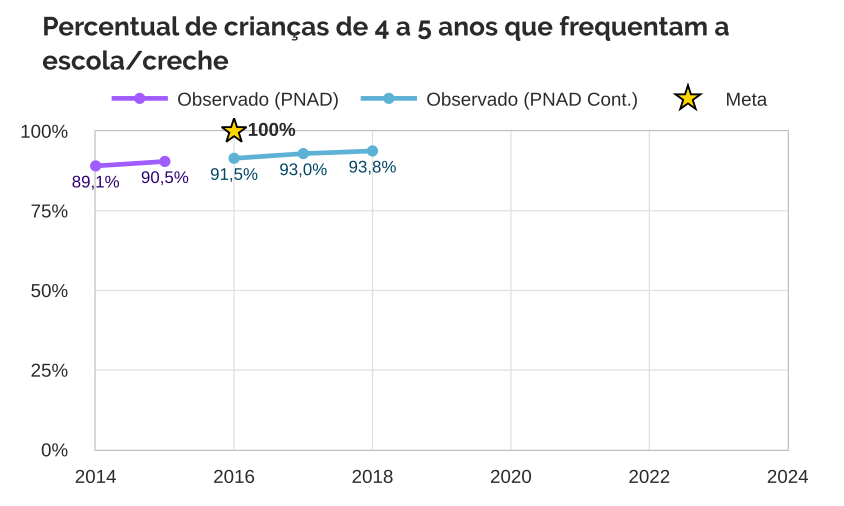 Percentual de crianças de 4 a 5 anos que frequentam a
escola/creche
Observado (PNAD) Observado (PNAD Cont.) Meta
100%
100%
89,1% 90,5% 91,5% 93,0% 93,8%
75%
50%
25%
0%
2014 2016 2018 2020 2022 2024